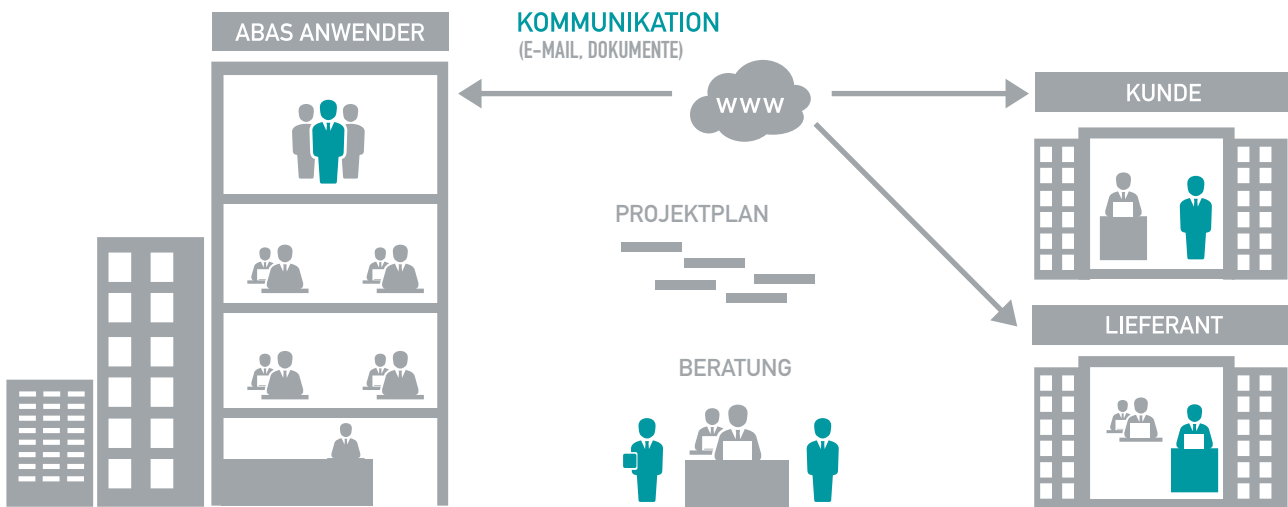 ABAS ANWENDER
KOMMUNIKATION
(E-MAIL, DOKUMENTE)
WWW
KUNDE
PROJEKTPLAN
LIEFERANT
BERATUNG